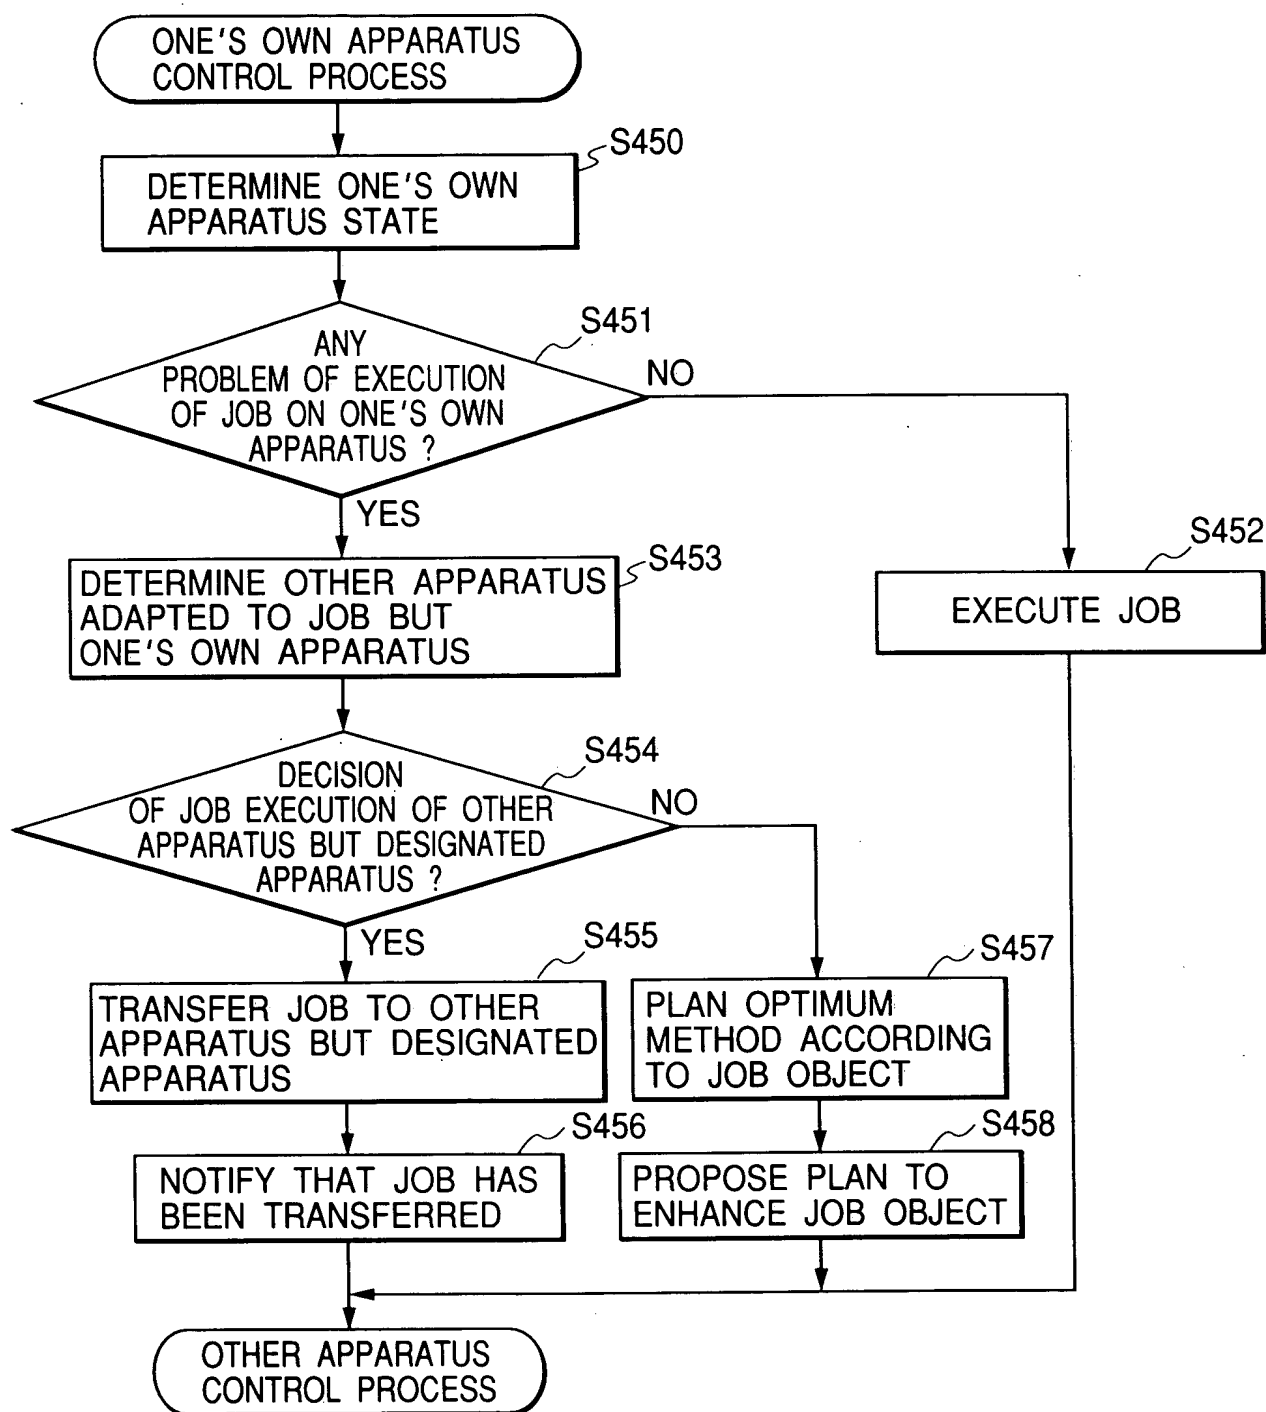 ONE'S OWN APPARATUS
CONTROL PROCESS
S450
DETERMINE ONE'S OWN
APPARATUS STATE
S451
ANY
PROBLEM OF EXECUTION
OF JOB ON ONE'S OWN
APPARATUS ?
NO
YES
S452
EXECUTE JOB
S453
DETERMINE OTHER APPARATUS
ADAPTED TO JOB BUT
ONE'S OWN APPARATUS
S454
DECISION
OF JOB EXECUTION OF OTHER
APPARATUS BUT DESIGNATED
APPARATUS ?
NO
YES
S455
TRANSFER JOB TO OTHER
APPARATUS BUT DESIGNATED
APPARATUS
S457
PLAN OPTIMUM
METHOD ACCORDING
TO JOB OBJECT
S456
NOTIFY THAT JOB HAS
BEEN TRANSFERRED
S458
PROPOSE PLAN TO
ENHANCE JOB OBJECT
OTHER APPARATUS
CONTROL PROCESS